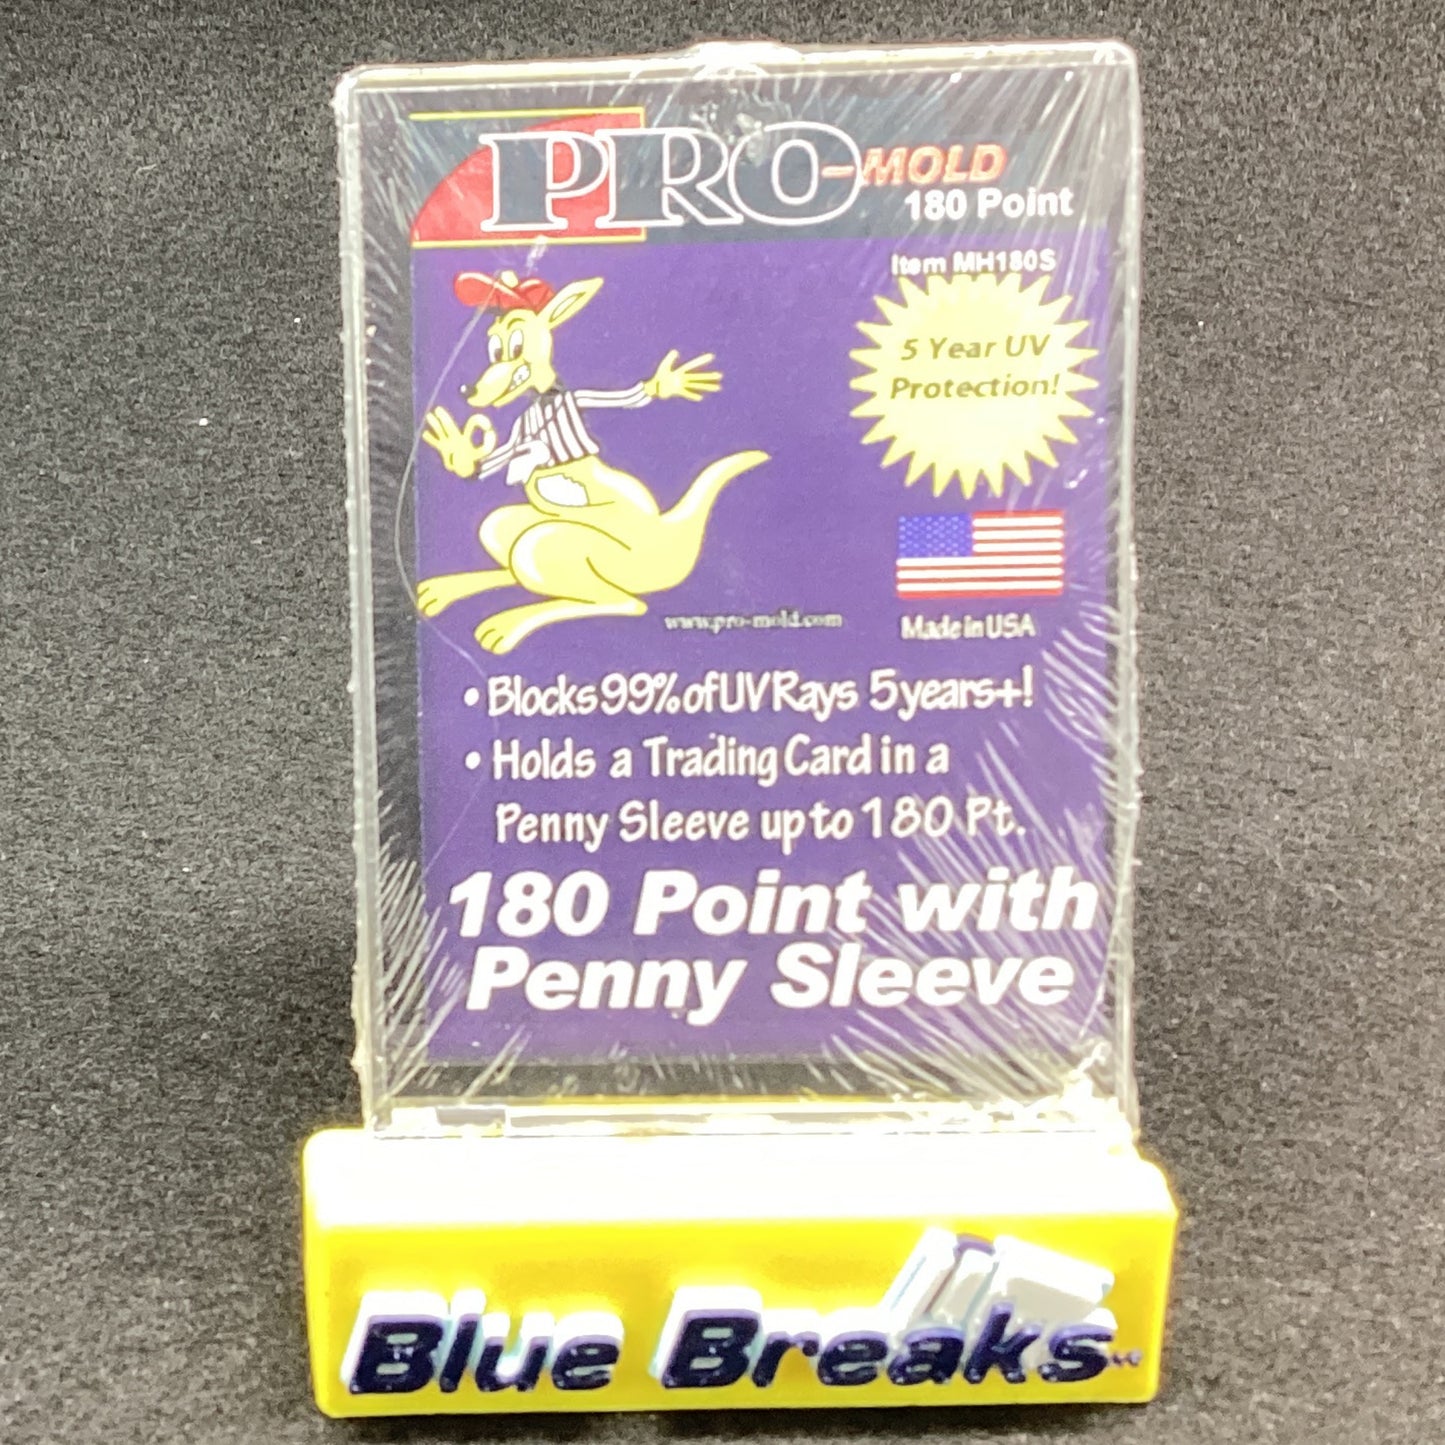 PRO-MOLD
180 Point
Item MH180S
5 Year UV
Protection!
www.pro-mold.com
Made in USA
• Blocks 99% of UV Rays 5 years+!
• Holds a Trading Card in a
Penny Sleeve up to 180 Pt.
180 Point with
Penny Sleeve
Blue Breaks